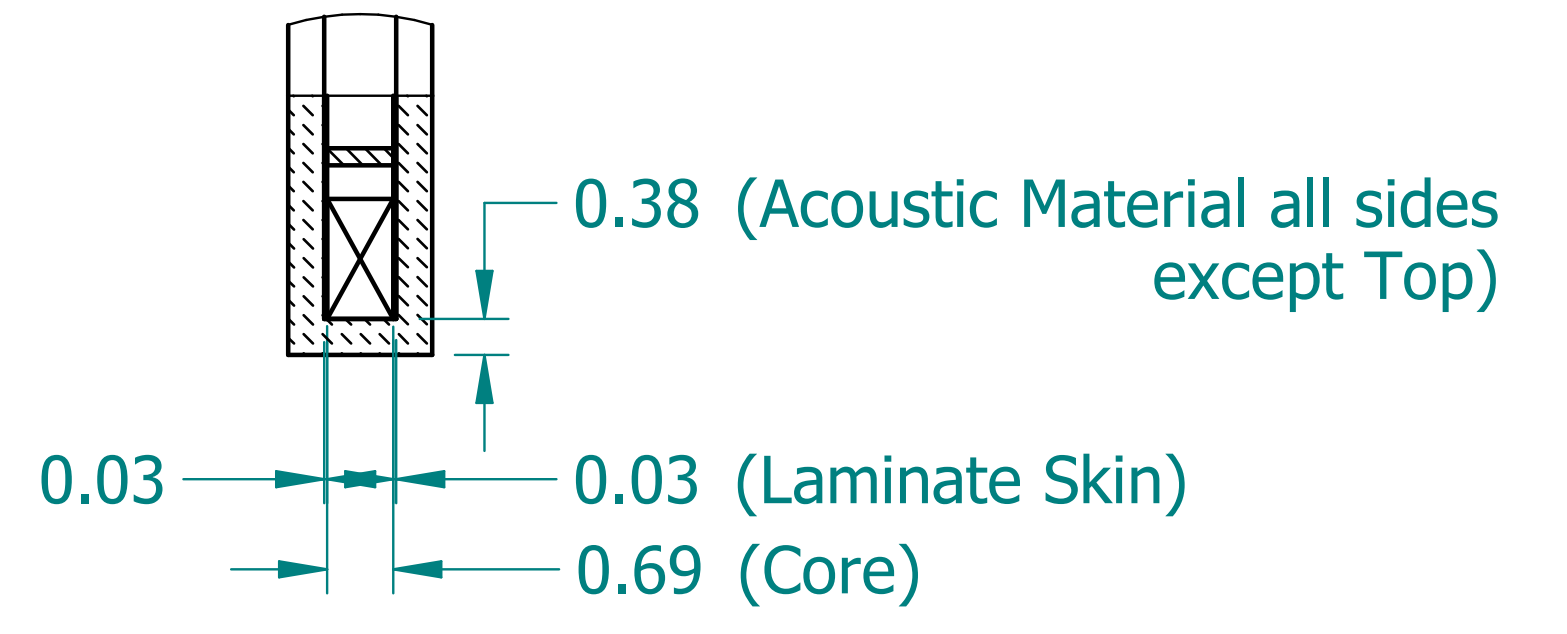 0.38 (Acoustic Material all sides
except Top)
0.03
0.03 (Laminate Skin)
0.69 (Core)